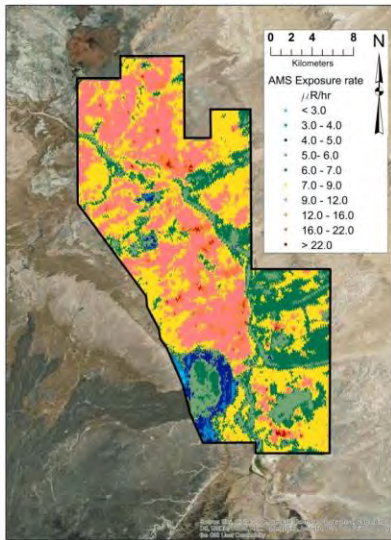 0 2 4 8
Kilometers
N
AMS Exposure rate
μR/hr
< 3.0
3.0 - 4.0
4.0 - 5.0
5.0- 6.0
6.0 - 7.0
7.0 - 9.0
9.0 - 12.0
12.0 - 16.0
16.0 - 22.0
> 22.0